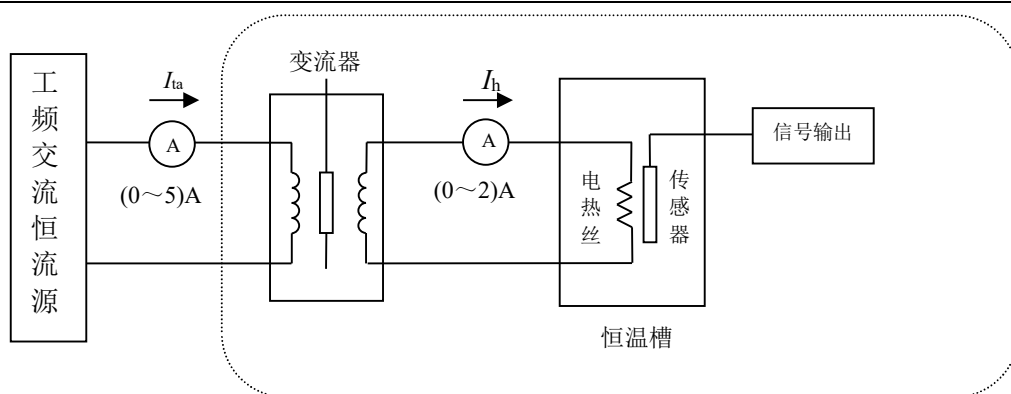 工频交流恒流源
I_ta
A
(0～5)A
变流器
I_h
A
(0～2)A
电热丝
传感器
恒温槽
信号输出